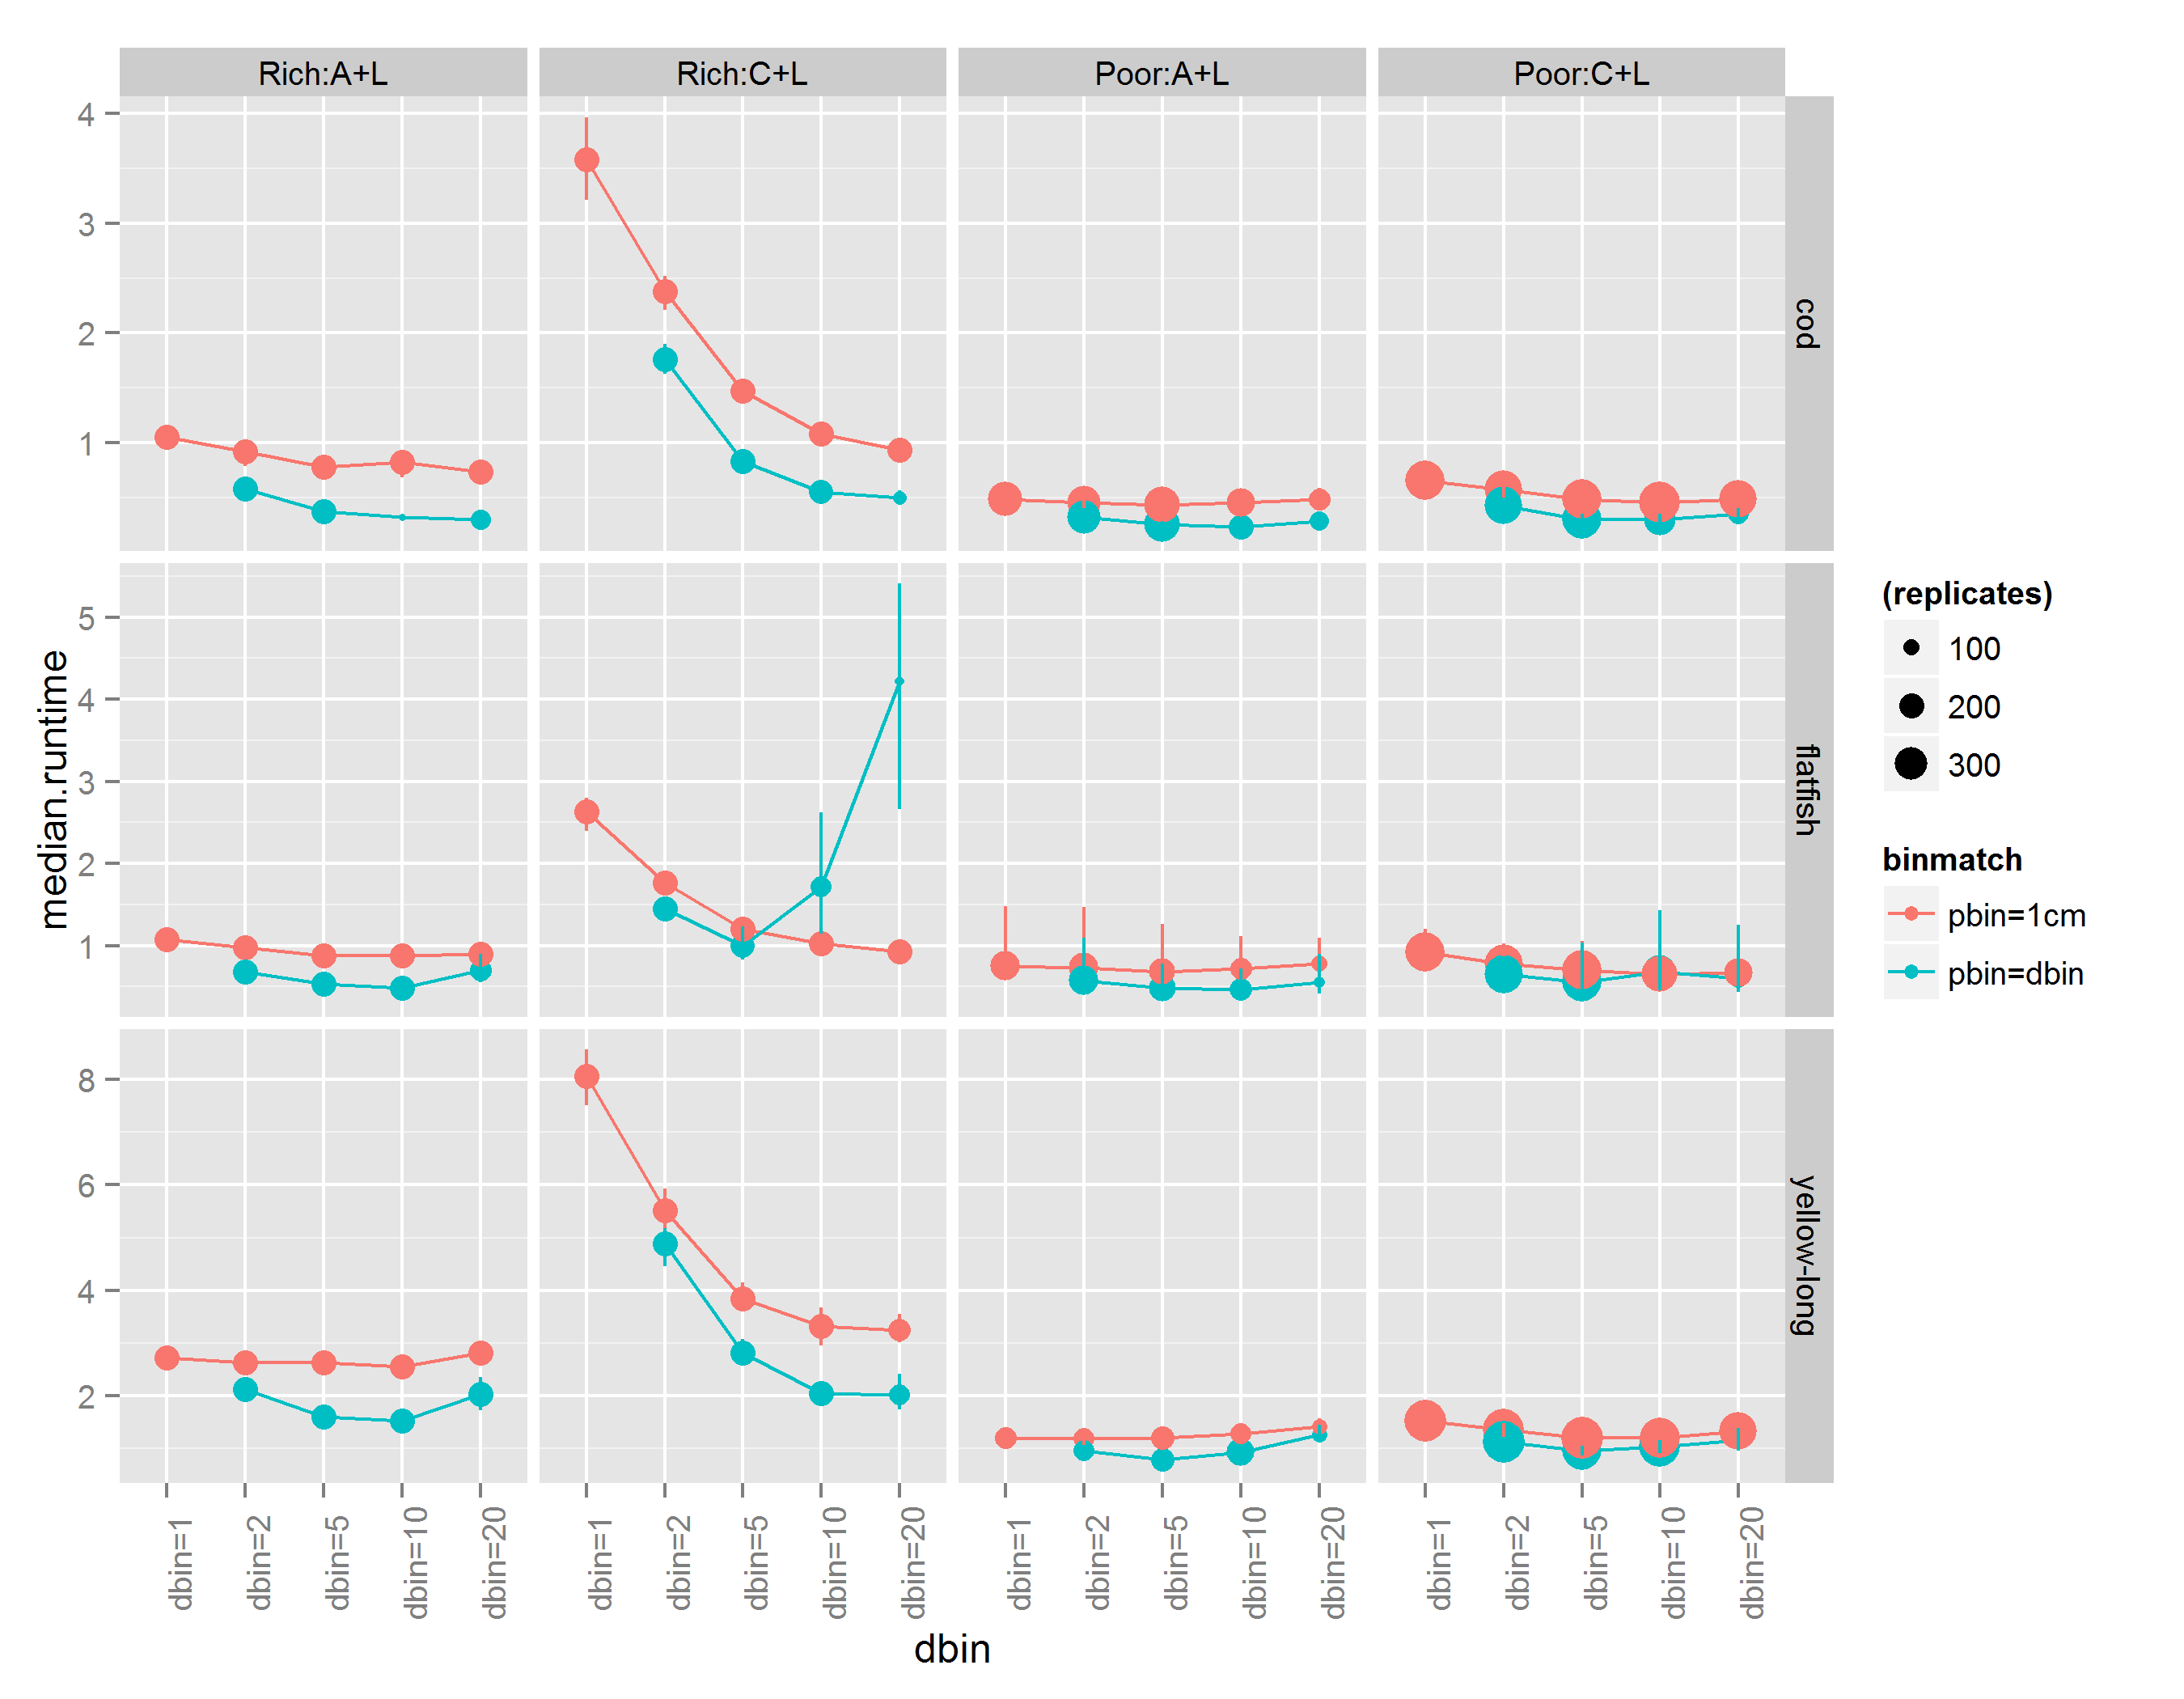 Rich:A+L
Rich:C+L
Poor:A+L
Poor:C+L
4
3
2
1
cod
5
4
3
2
1
flatfish
8
6
4
2
yellow-long
median.runtime
dbin=1
dbin=2
dbin=5
dbin=10
dbin=20
dbin=1
dbin=2
dbin=5
dbin=10
dbin=20
dbin=1
dbin=2
dbin=5
dbin=10
dbin=20
dbin=1
dbin=2
dbin=5
dbin=10
dbin=20
dbin
(replicates)
100
200
300
binmatch
pbin=1cm
pbin=dbin